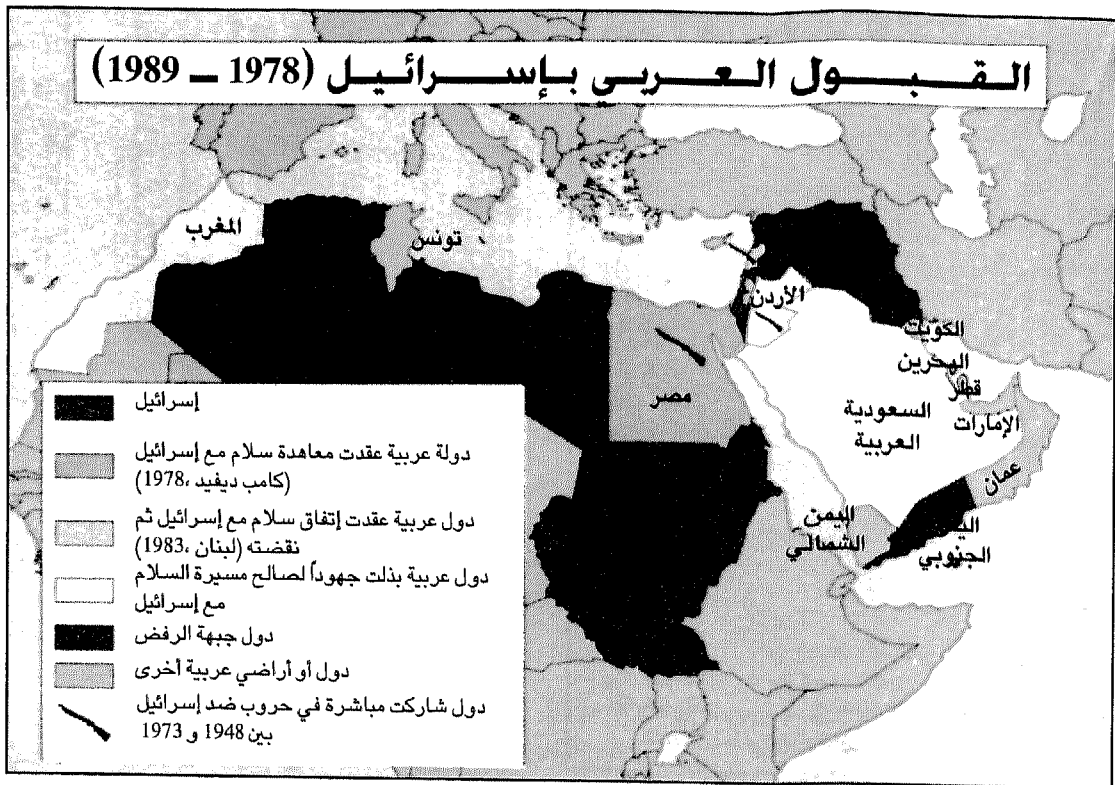 القبول العربي بإسرائيل (1978 – 1989)
المغرب
تونس
الأردن
الكويت
البحرين
قطر
مصر
السعودية
العربية
الإمارات
عمان
اليمن
الشمالي
الجنوبي
إسرائيل
دولة عربية عقدت معاهدة سلام مع إسرائيل
(كامب ديفيد، 1978)
دول عربية عقدت إتفاق سلام مع إسرائيل ثم
نقضته (لبنان، 1983)
دول عربية بذلت جهوداً لصالح مسيرة السلام
مع إسرائيل
دول جبهة الرفض
دول أو أراضي عربية أخرى
دول شاركت مباشرة في حروب ضد إسرائيل
بين 1948 و 1973